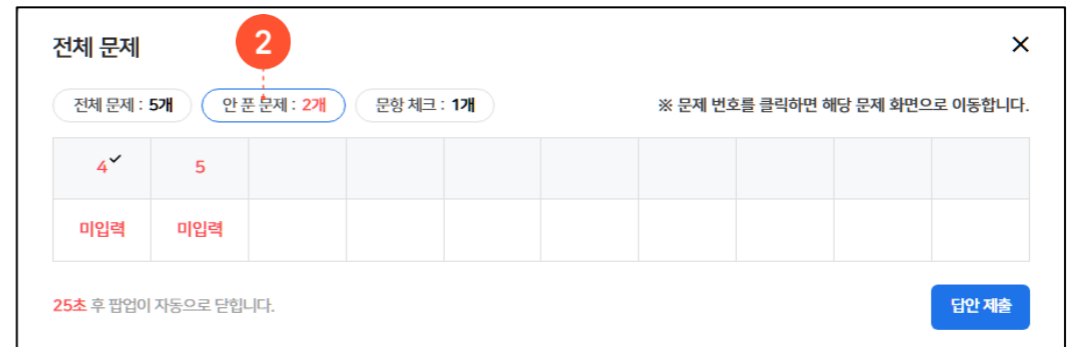 전체 문제
2
×
전체 문제 : 5개
안 푼 문제 : 2개
문항 체크 : 1개
※ 문제 번호를 클릭하면 해당 문제 화면으로 이동합니다.
4✓ 5
미입력 미입력
25초 후 팝업이 자동으로 닫힙니다.
답안 제출